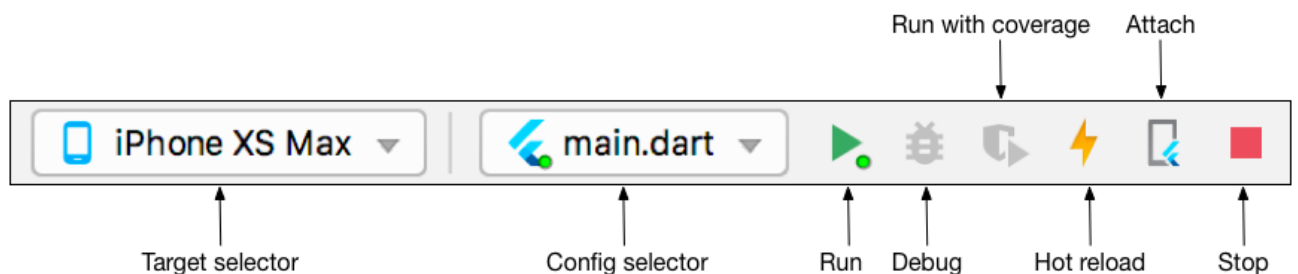 Run with coverage Attach
iPhone XS Max main.dart
Target selector Config selector Run Debug Hot reload Stop